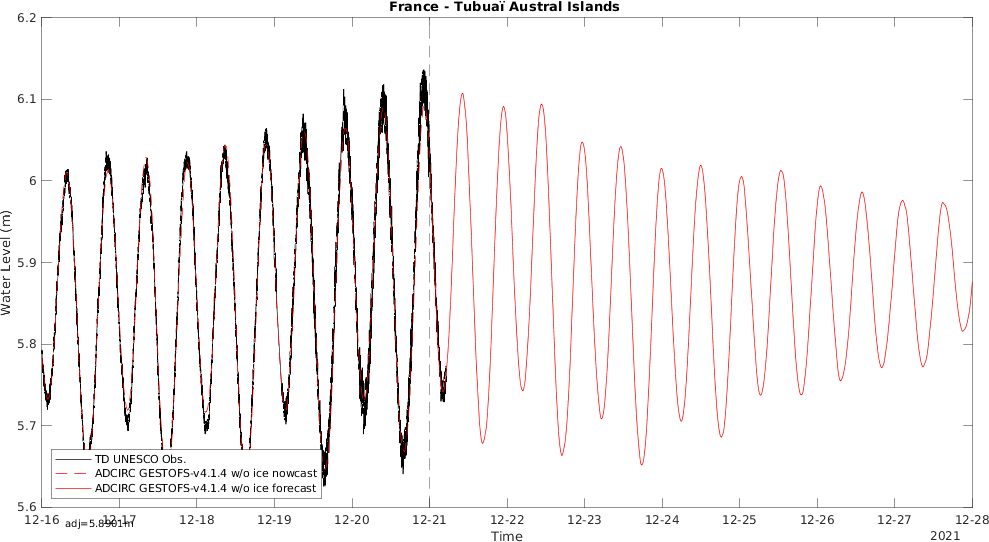 France - Tubuaï Austral Islands
6.2
6.1
6
5.9
5.8
5.7
5.6
Water Level (m)
TD UNESCO Obs.
ADCIRC GESTOFS-v4.1.4 w/o ice nowcast
ADCIRC GESTOFS-v4.1.4 w/o ice forecast
12-16 12-17 12-18 12-19 12-20 12-21 12-22 12-23 12-24 12-25 12-26 12-27 12-28
adj=5.8901m
Time
2021